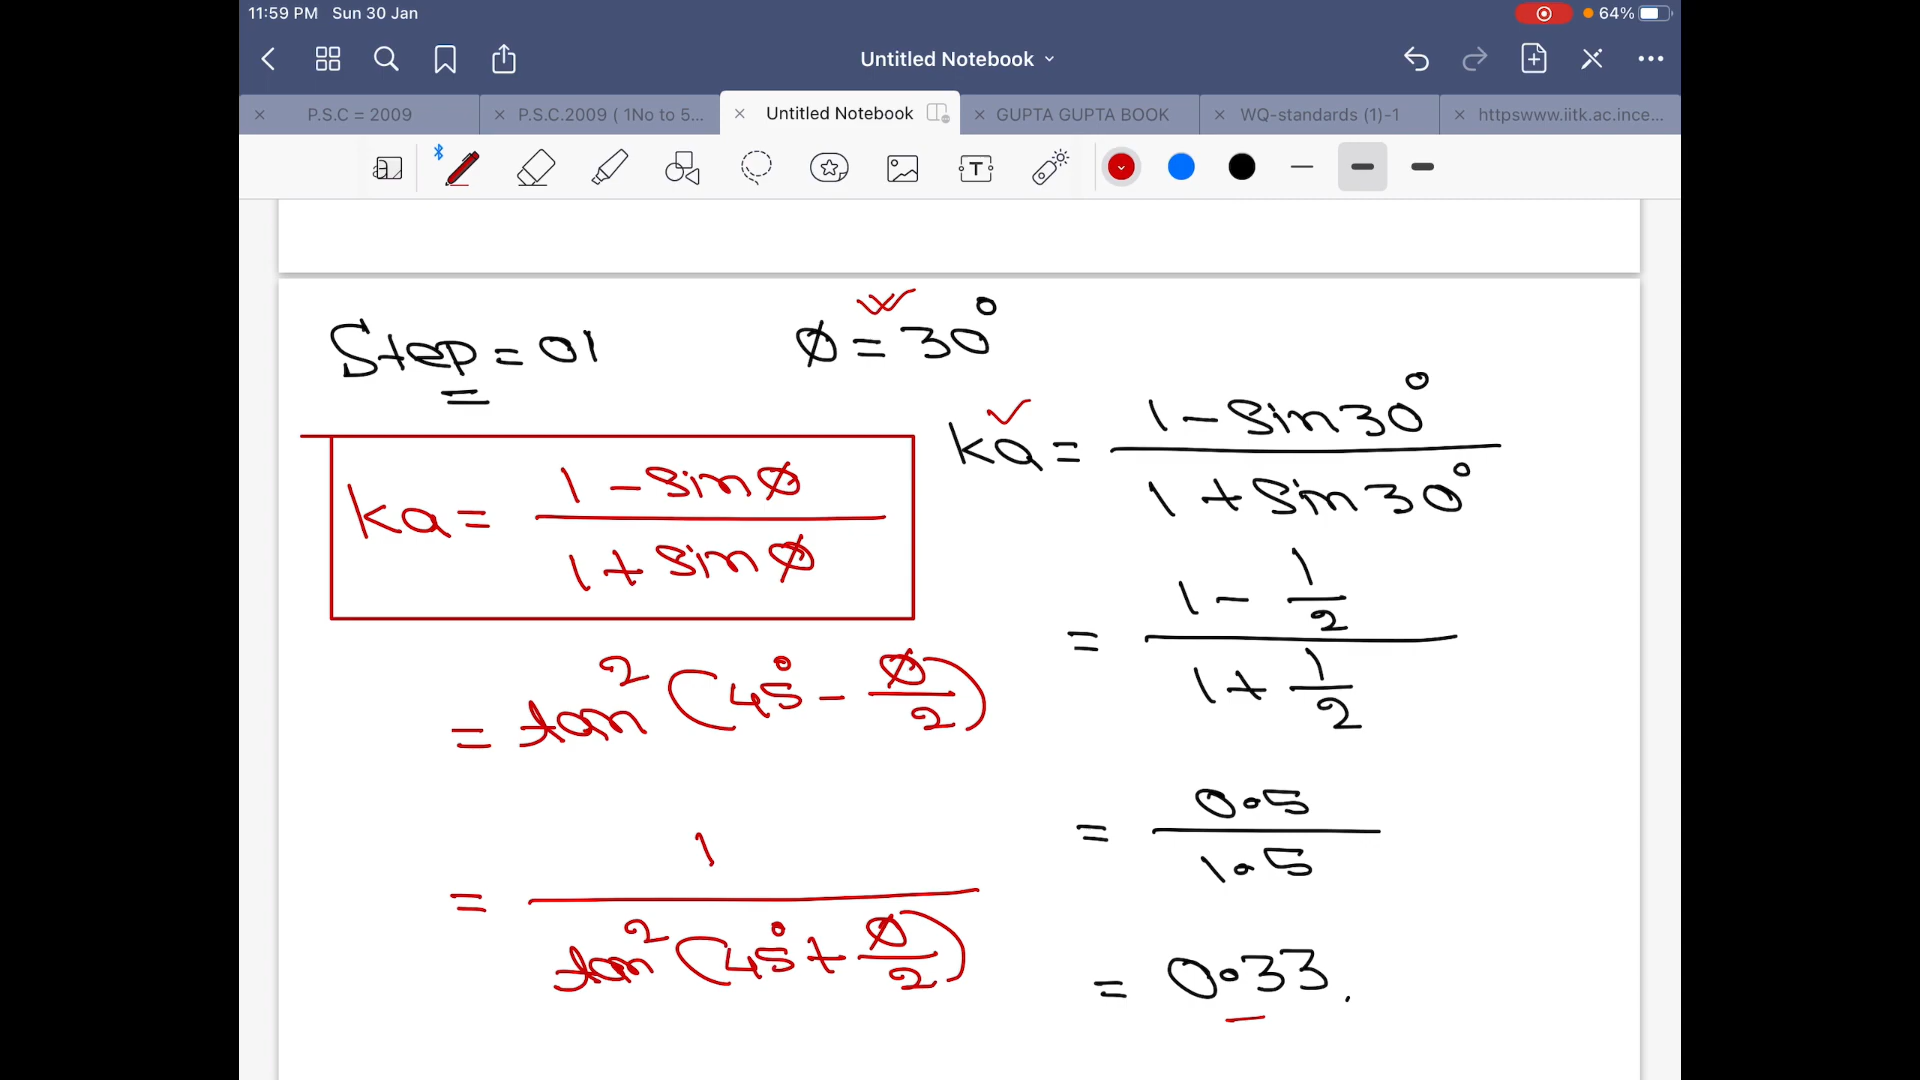 11:59 PM Sun 30 Jan
64%
Untitled Notebook
P.S.C = 2009
P.S.C.2009 ( 1No to 5...
Untitled Notebook
GUPTA GUPTA BOOK
WQ-standards (1)-1
httpswww.iitk.ac.ince...
Step = 01
ø = 30°
ka = (1 - sinø) / (1 + sinø)
= tan² (45° - ø/2)
= 1 / tan² (45° + ø/2)
ka = (1 - sin30°) / (1 + sin30°)
= (1 - 1/2) / (1 + 1/2)
= 0.5 / 1.5
= 0.33.